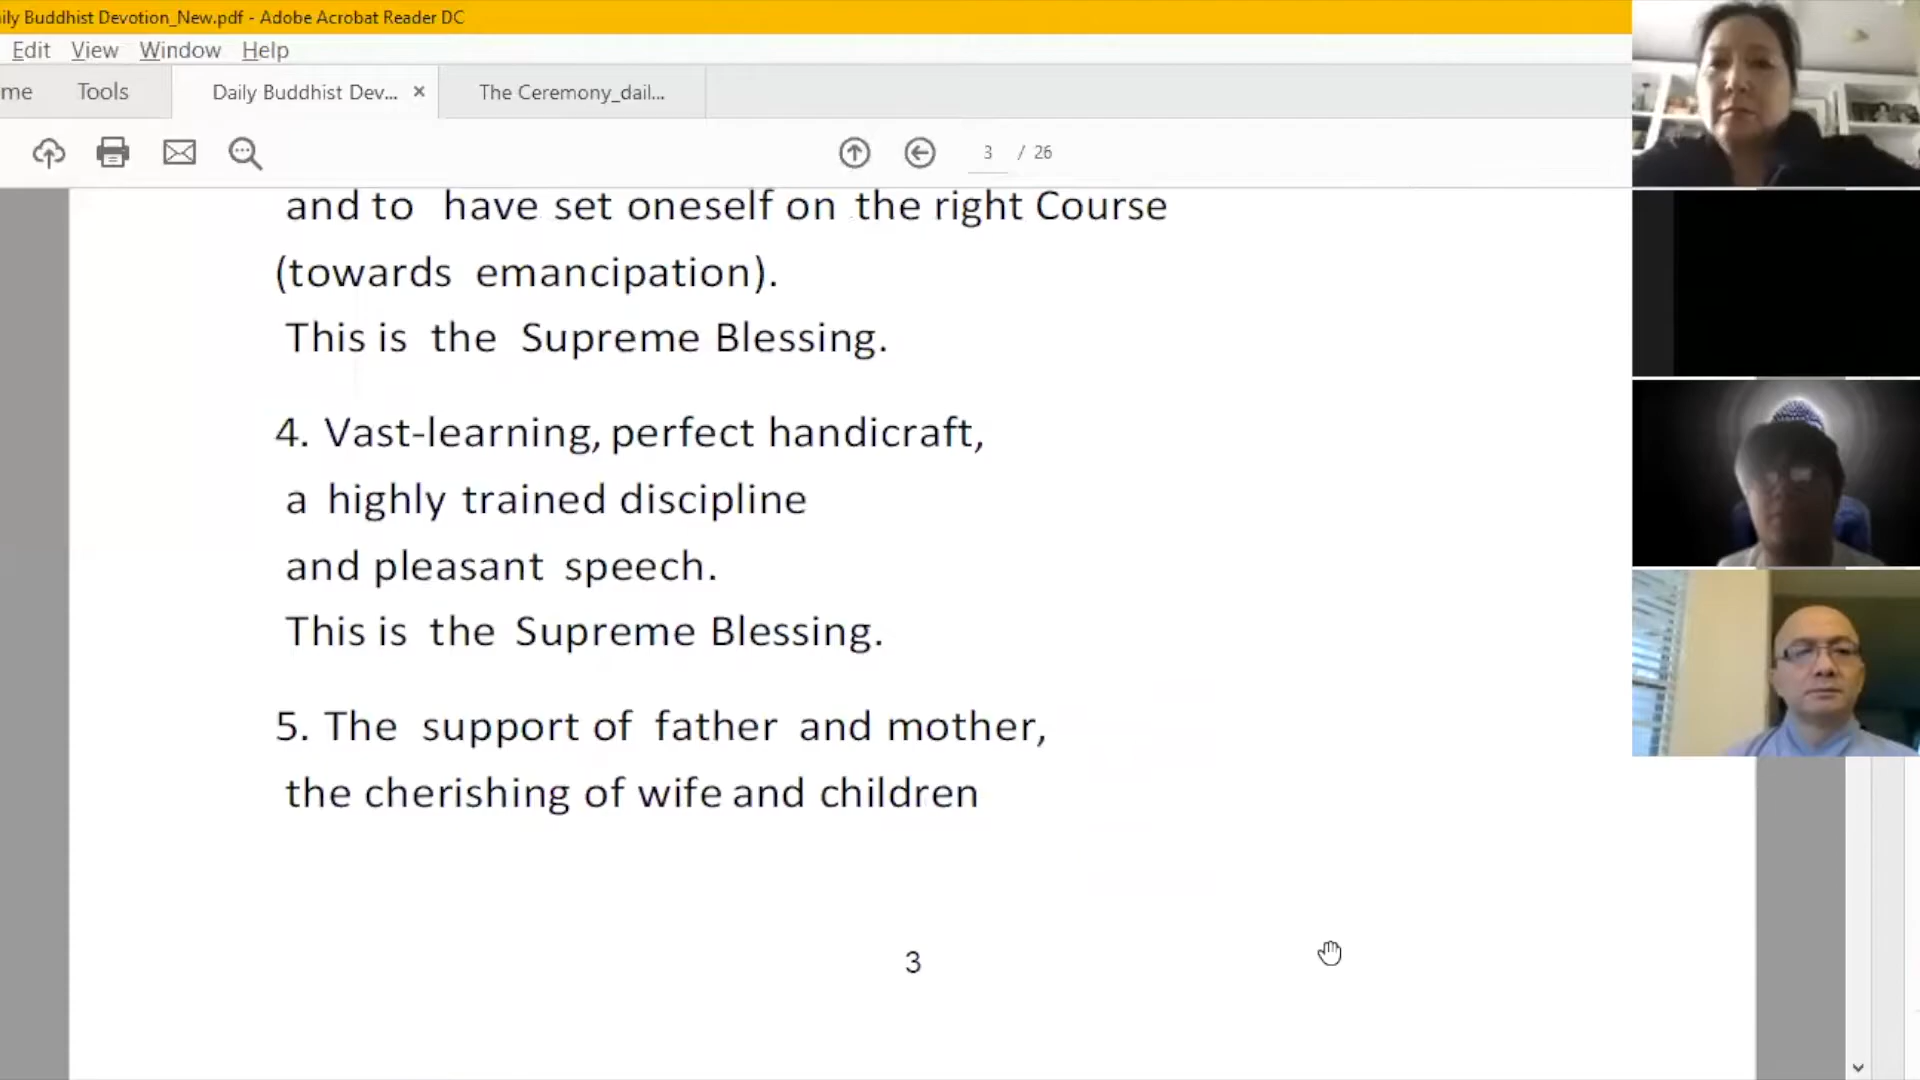 ily Buddhist Devotion_New.pdf - Adobe Acrobat Reader DC
Edit View Window Help
me Tools Daily Buddhist Dev... × The Ceremony_dail...
3 / 26
and to have set oneself on the right Course
(towards emancipation).
This is the Supreme Blessing.
4. Vast-learning, perfect handicraft,
a highly trained discipline
and pleasant speech.
This is the Supreme Blessing.
5. The support of father and mother,
the cherishing of wife and children
3